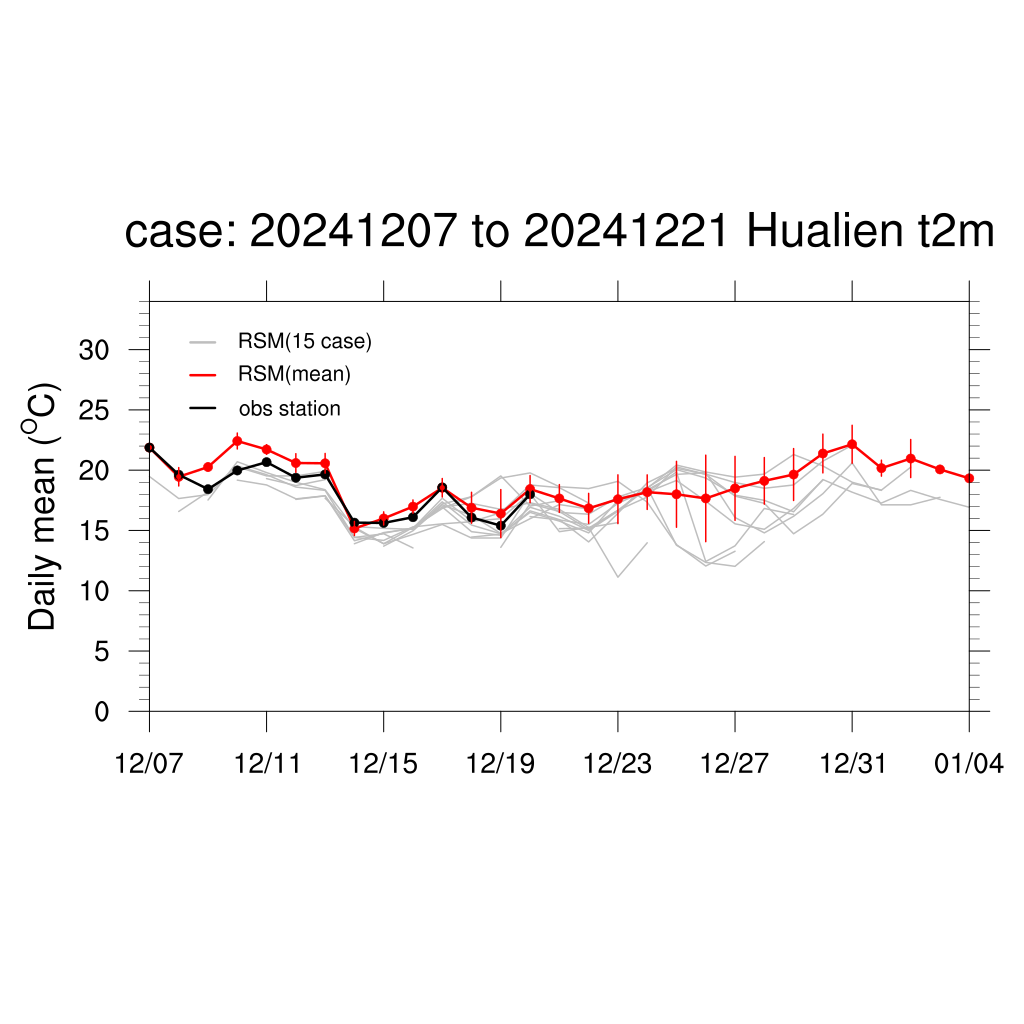 case: 20241207 to 20241221 Hualien t2m
RSM(15 case)
RSM(mean)
obs station
Daily mean (°C)
30
25
20
15
10
5
0
12/07 12/11 12/15 12/19 12/23 12/27 12/31 01/04